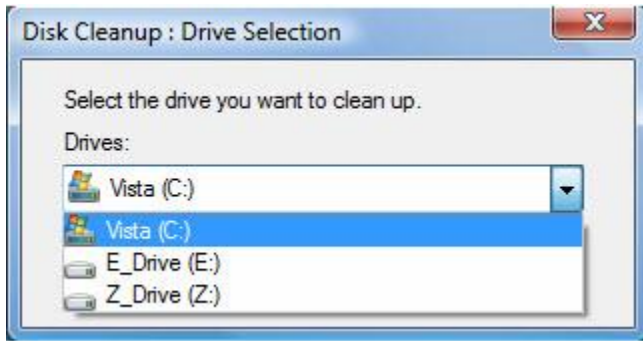 Disk Cleanup : Drive Selection
Select the drive you want to clean up.
Drives:
Vista (C:)
Vista (C:)
E_Drive (E:)
Z_Drive (Z:)